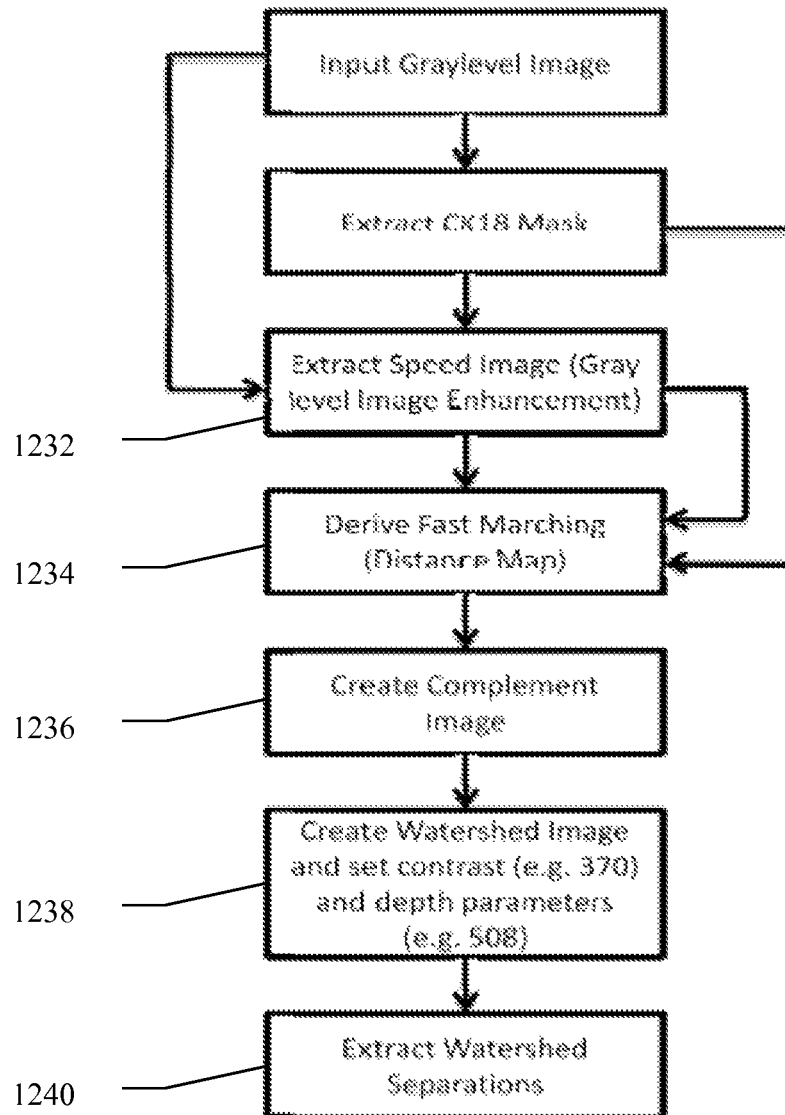 Input Graylevel Image
Extract CK18 Mask
Extract Speed Image (Gray
level Image Enhancement)
1232
Derive Fast Marching
(Distance Map)
1234
Create Complement
Image
1236
Create Watershed Image
and set contrast (e.g. 370)
and depth parameters
(e.g. 508)
1238
Extract Watershed
Separations
1240